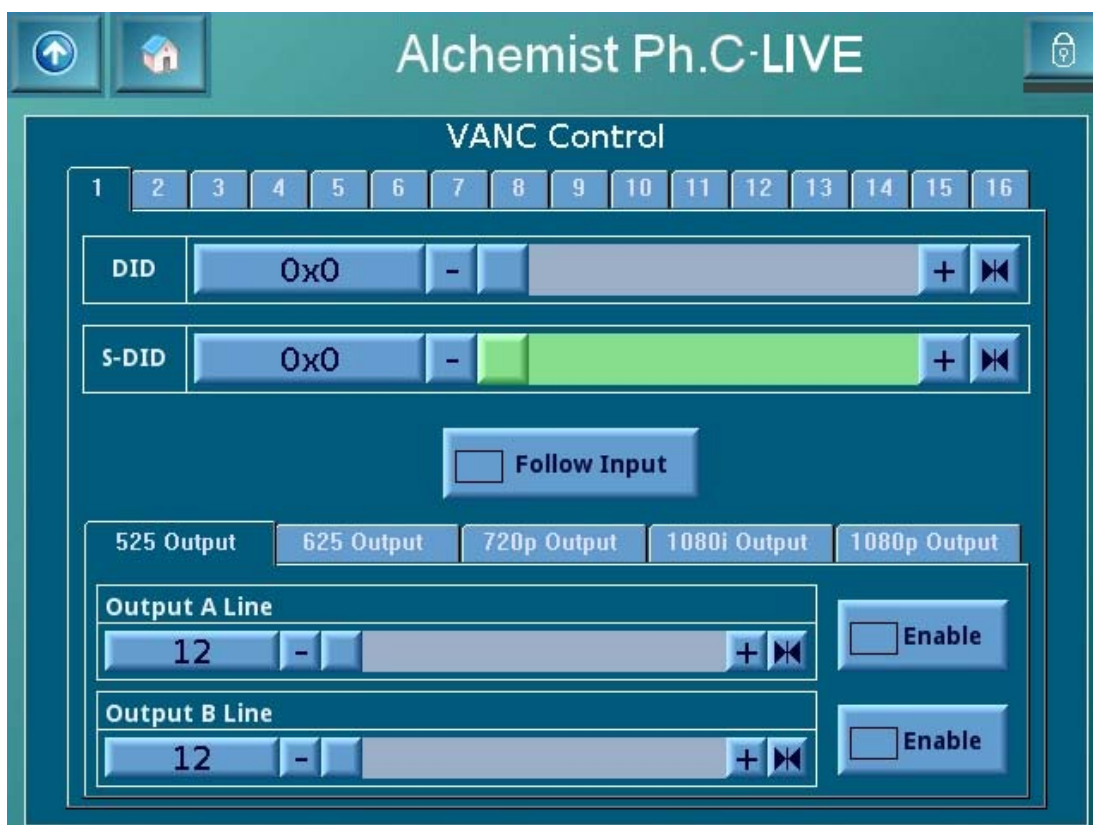 Alchemist Ph.C-LIVE
VANC Control
1 2 3 4 5 6 7 8 9 10 11 12 13 14 15 16
DID 0x0 - +
S-DID 0x0 - +
Follow Input
525 Output 625 Output 720p Output 1080i Output 1080p Output
Output A Line
12 - +
Enable
Output B Line
12 - +
Enable